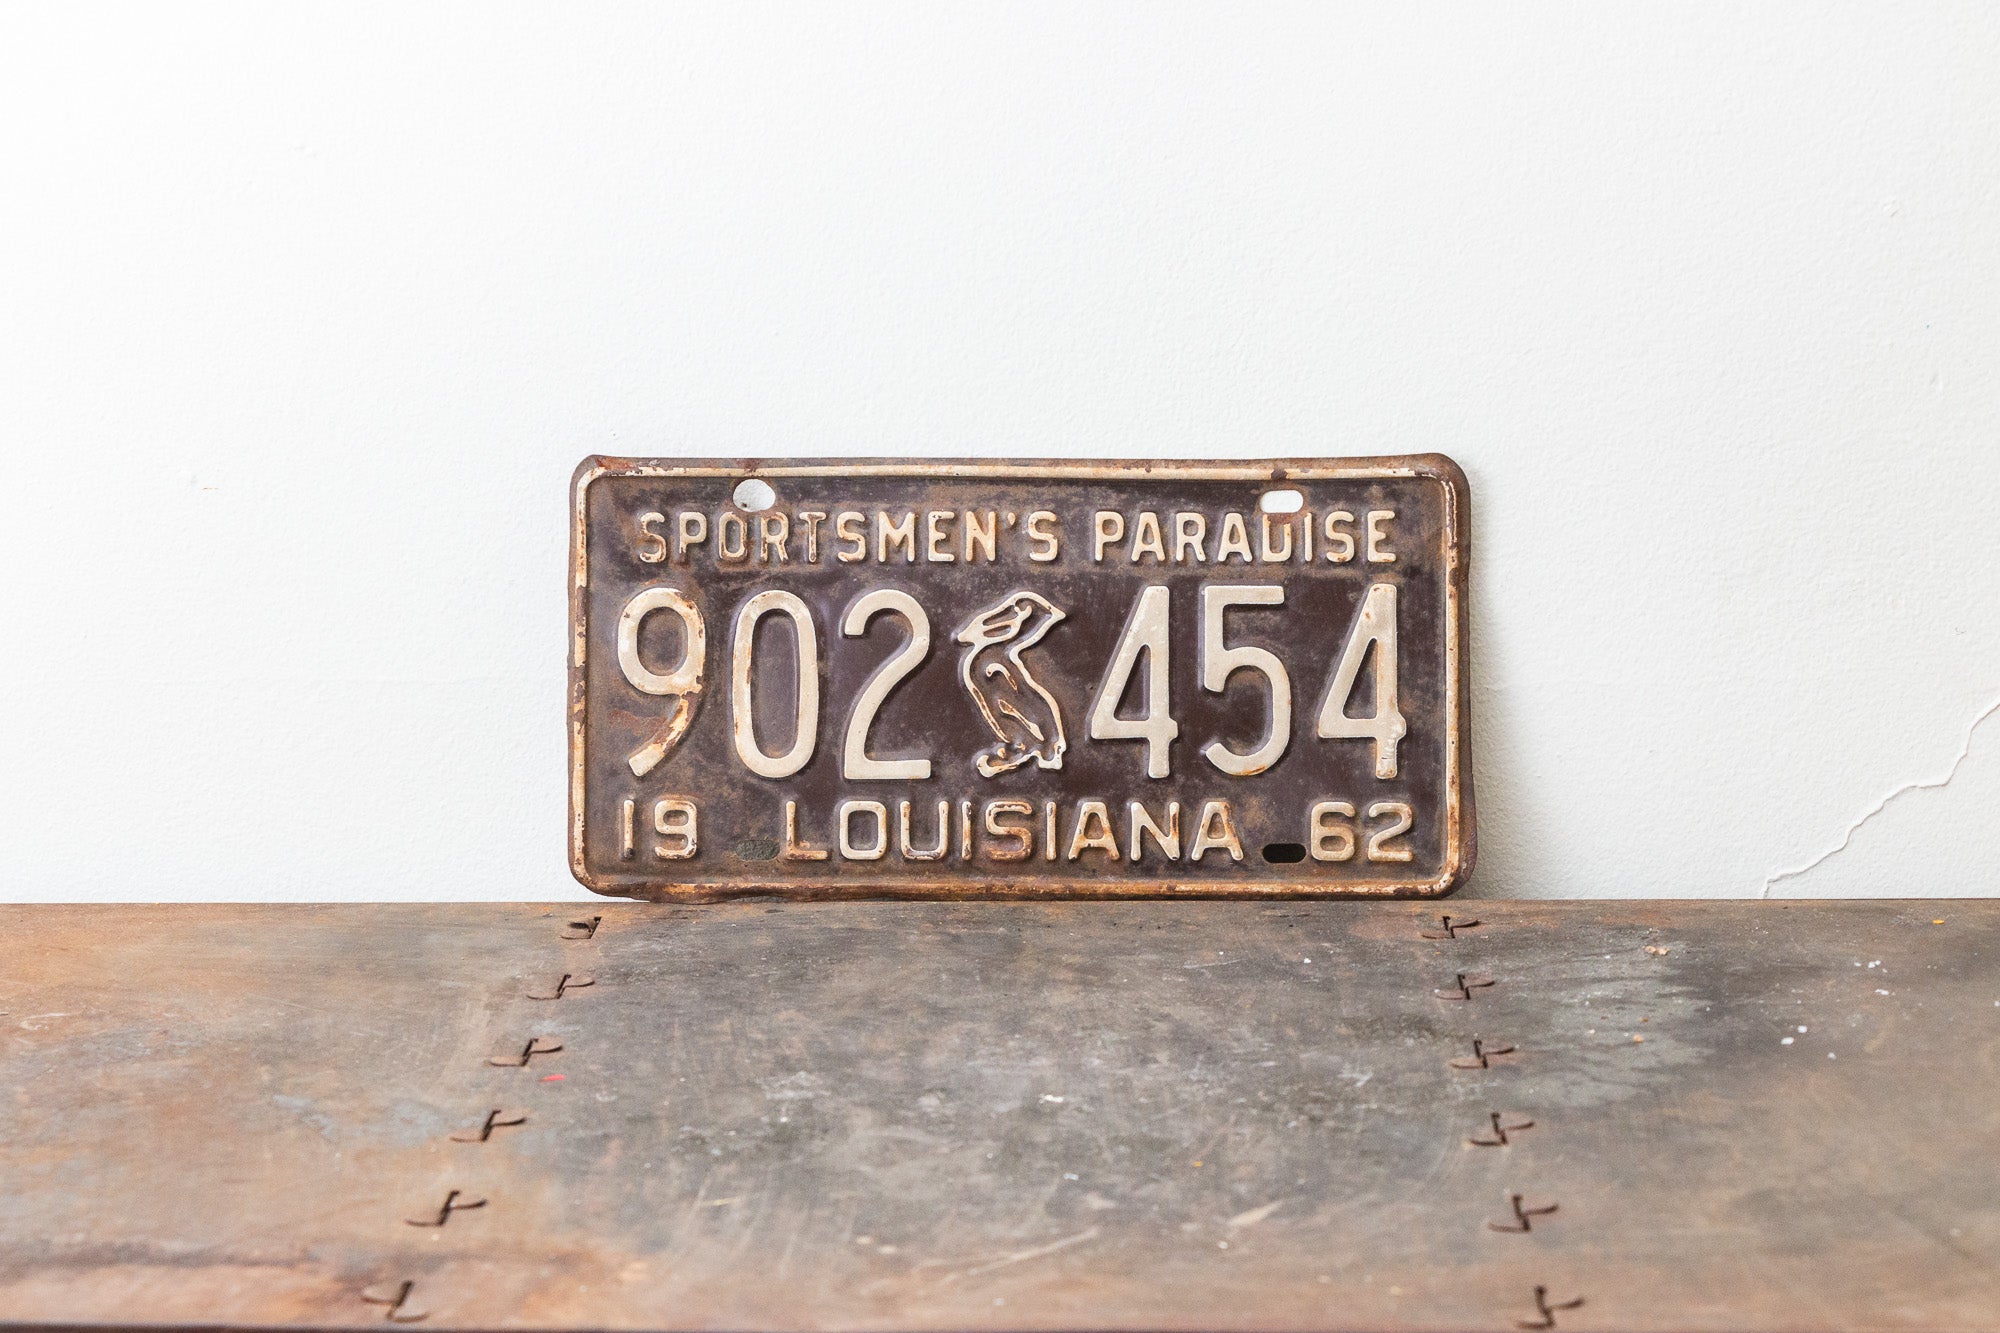 SPORTSMEN'S PARADISE
902 454
19 LOUISIANA 62